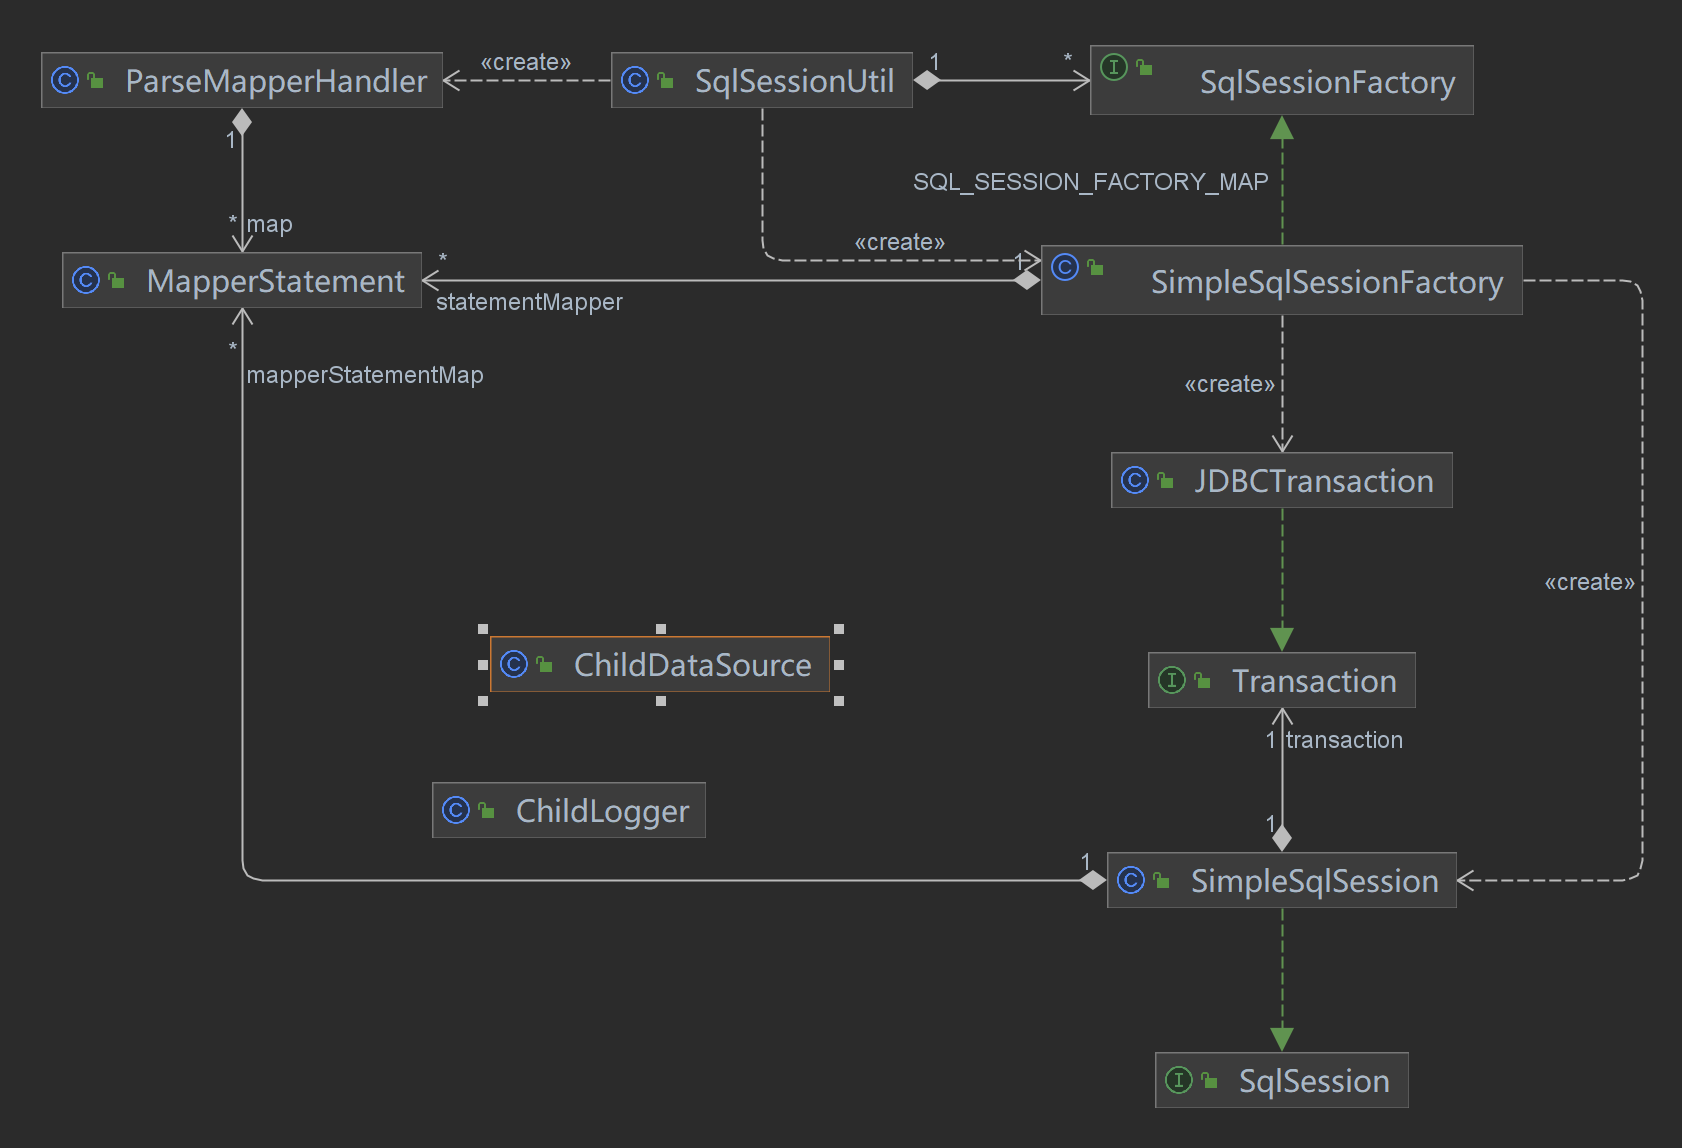 «create»
1
*
C ParseMapperHandler
C SqlSessionUtil
I SqlSessionFactory
1
SQL_SESSION_FACTORY_MAP
* map
«create»
1
*
C MapperStatement
C SimpleSqlSessionFactory
statementMapper
*
mapperStatementMap
«create»
C JDBCTransaction
«create»
C ChildDataSource
I Transaction
1 transaction
C ChildLogger
1
1
C SimpleSqlSession
I SqlSession